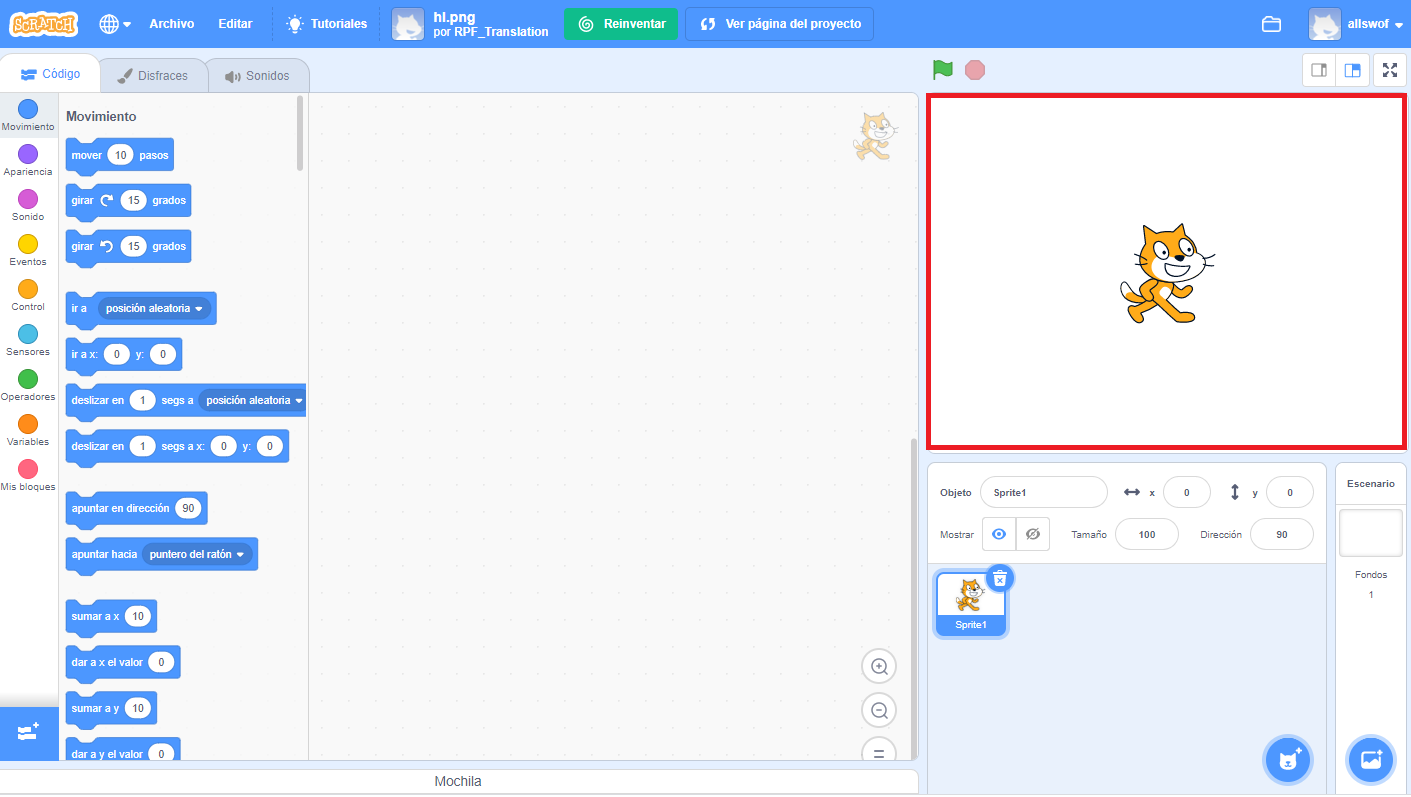 SCRATCH
Archivo
Editar
Tutoriales
hi.png
por RPF_Translation
Reinventar
Ver página del proyecto
allswof
Código
Disfraces
Sonidos
Movimiento
Apariencia
Sonido
Eventos
Control
Sensores
Operadores
Variables
Mis bloques
Movimiento
mover 10 pasos
girar 15 grados
girar 15 grados
ir a posición aleatoria
ir a x: 0 y: 0
deslizar en 1 segs a posición aleatoria
deslizar en 1 segs a x: 0 y: 0
apuntar en dirección 90
apuntar hacia puntero del ratón
sumar a x 10
dar a x el valor 0
sumar a y 10
dar a y el valor 0
Mochila
Objeto Sprite1 x 0 y 0
Mostrar Tamaño 100 Dirección 90
Sprite1
Escenario
Fondos
1